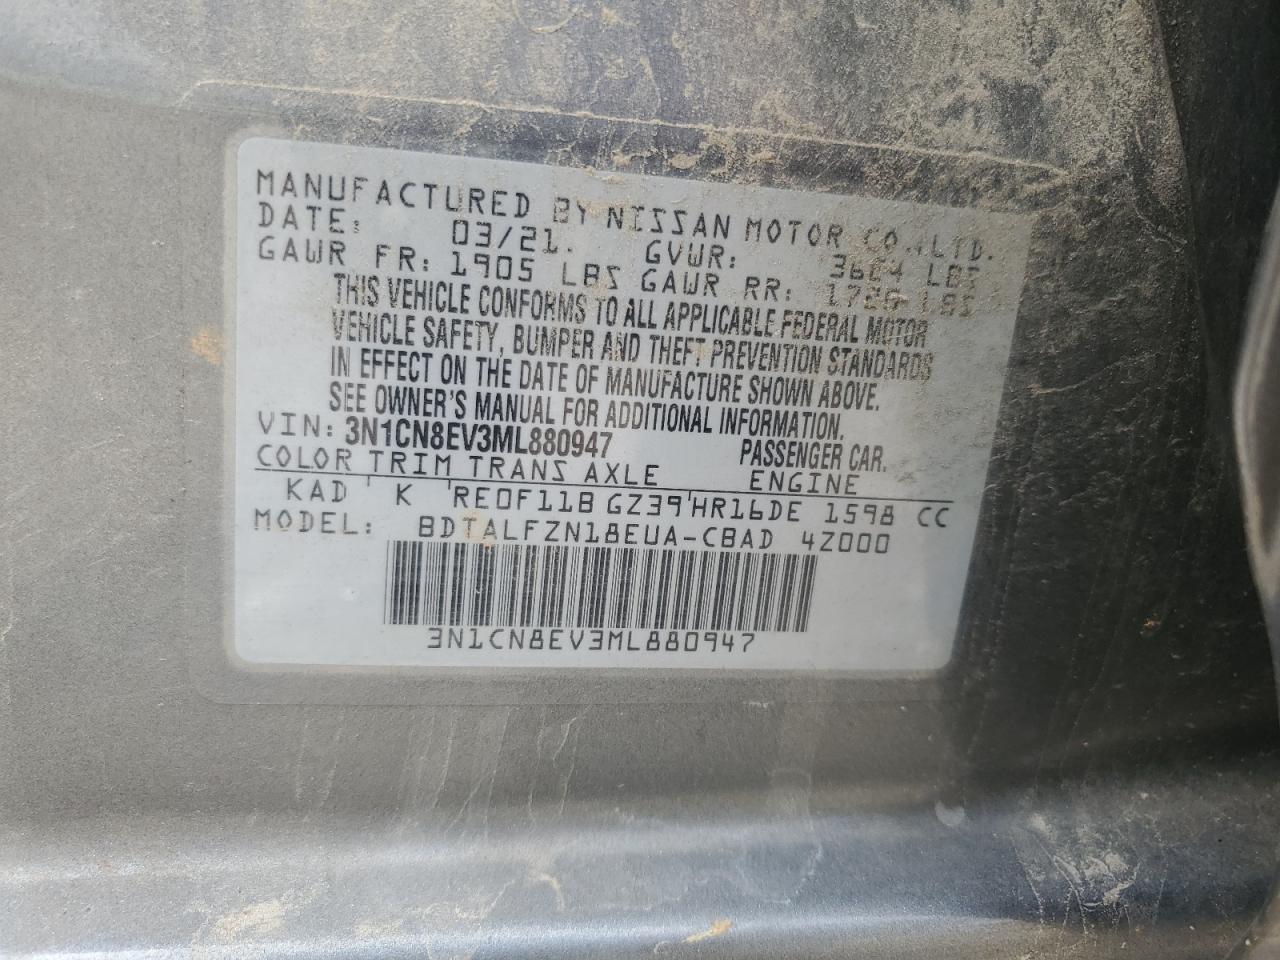 MANUFACTURED BY NISSAN MOTOR CO.,LTD.
DATE: 03/21. GVWR: LBS
GAWR FR: 1905 LBS GAWR RR: LBS
THIS VEHICLE CONFORMS TO ALL APPLICABLE FEDERAL MOTOR
VEHICLE SAFETY, BUMPER AND THEFT PREVENTION STANDARDS
IN EFFECT ON THE DATE OF MANUFACTURE SHOWN ABOVE.
SEE OWNER'S MANUAL FOR ADDITIONAL INFORMATION.
VIN: 3N1CN8EV3ML880947 PASSENGER CAR.
COLOR TRIM TRANS AXLE ENGINE
KAD ' K 'RE0F11B GZ39'HR16DE 1598 CC
MODEL: BDTALFZN18EUA-CBAD 4Z000
3N1CN8EV3ML880947